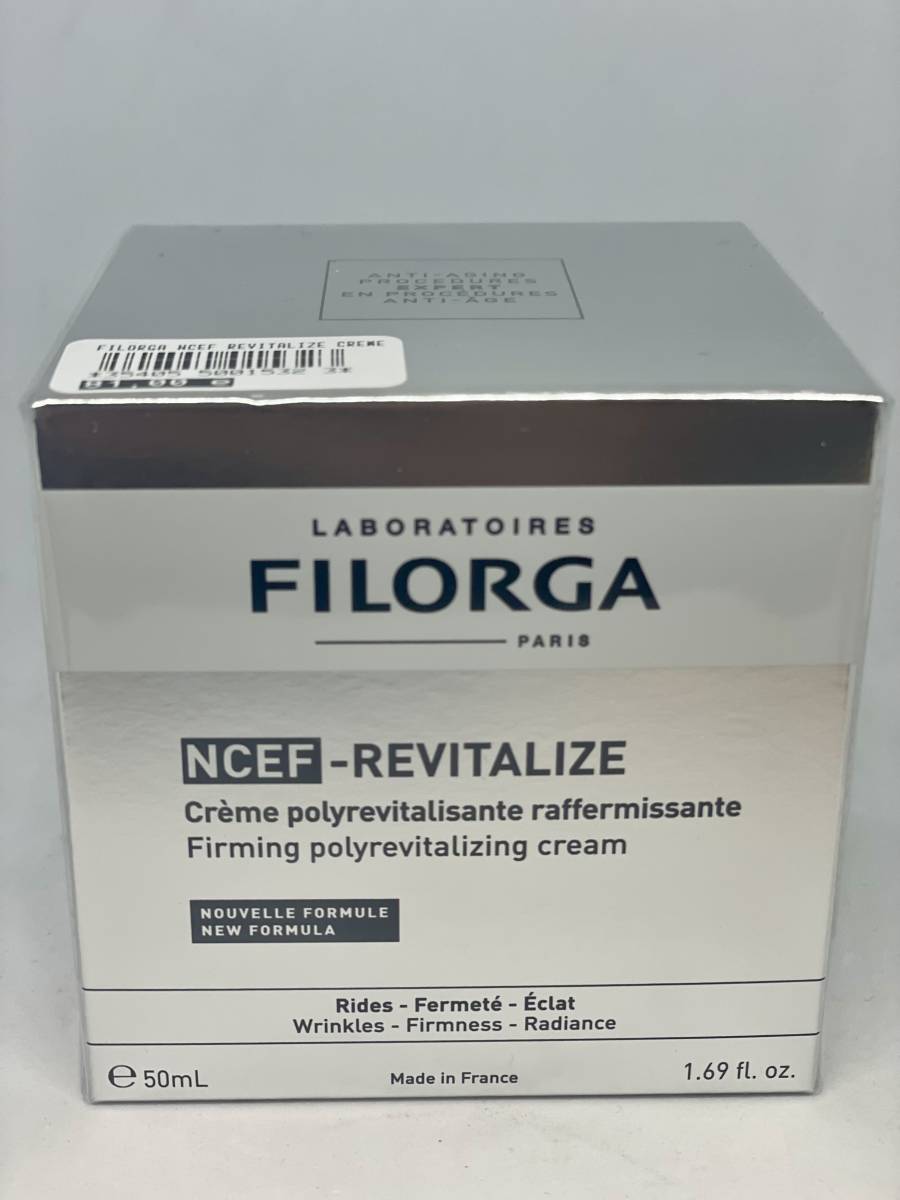 ANTI-AGING
PROCEDURES
EXPERT
EN PROCÉDURES
ANTI-ÂGE
FILORGA NCEF REVITALIZE CREME
LABORATOIRES
FILORGA
PARIS
NCEF-REVITALIZE
Crème polyrevitalisante raffermissante
Firming polyrevitalizing cream
NOUVELLE FORMULE
NEW FORMULA
Rides - Fermeté - Éclat
Wrinkles - Firmness - Radiance
℮ 50mL
Made in France
1.69 fl. oz.